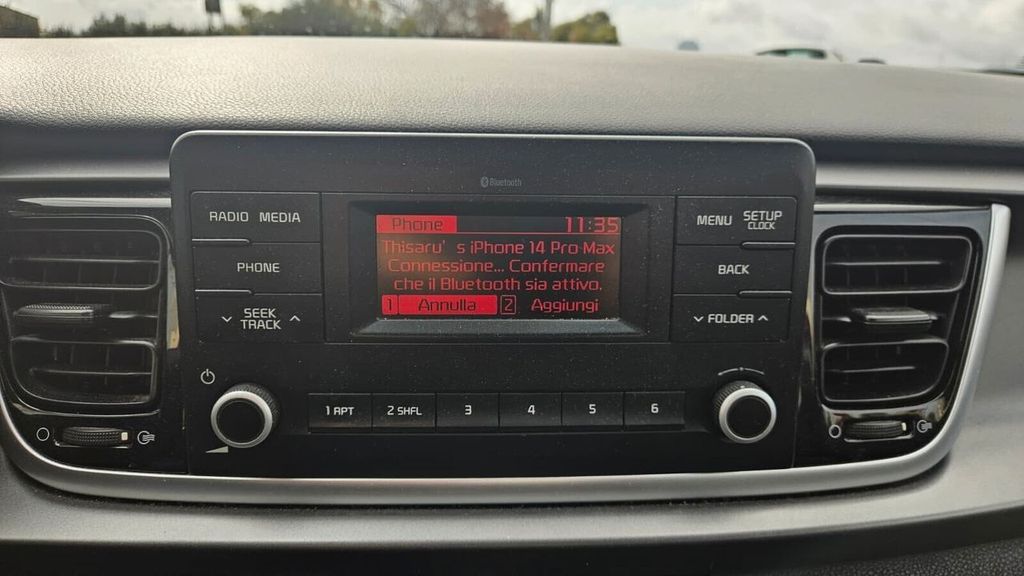 Bluetooth
RADIO MEDIA
PHONE
SEEK
TRACK
Phone 11:35
Thisaru's iPhone 14 Pro Max
Connessione... Confermare
che il Bluetooth sia attivo.
1 Annulla 2 Aggiungi
MENU SETUP
CLOCK
BACK
FOLDER
1 RPT 2 SHFL 3 4 5 6